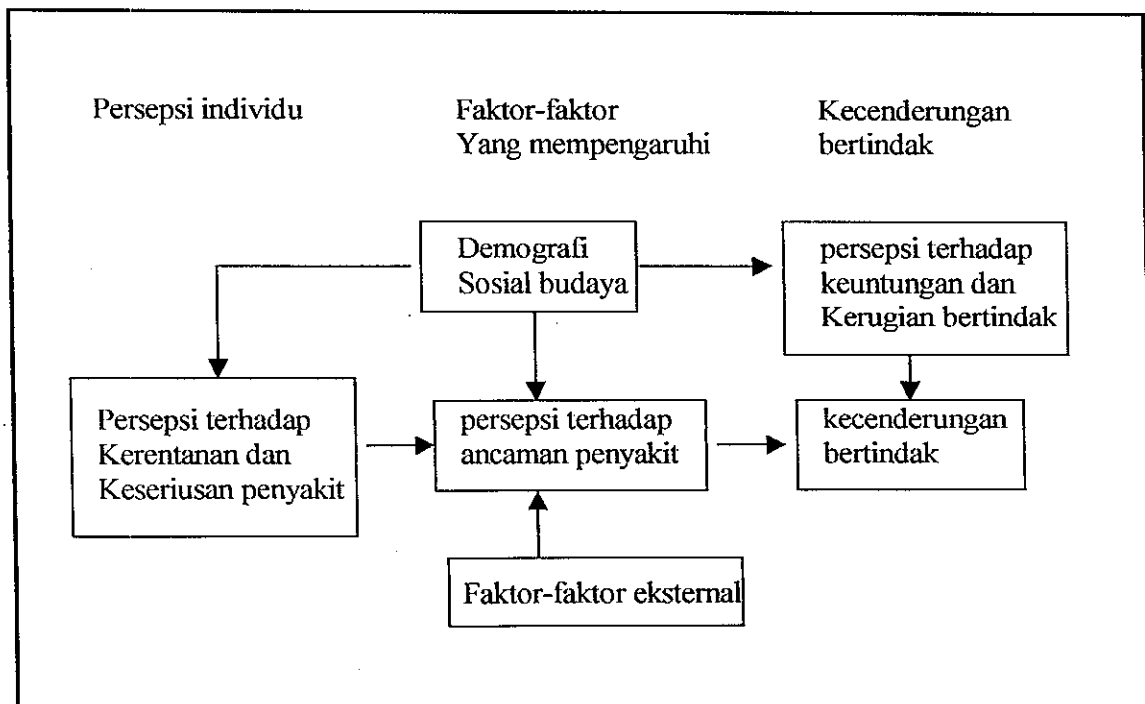 Persepsi individu
Faktor-faktor
Yang mempengaruhi
Kecenderungan
bertindak
Demografi
Sosial budaya
persepsi terhadap
keuntungan dan
Kerugian bertindak
Persepsi terhadap
Kerentanan dan
Keseriusan penyakit
persepsi terhadap
ancaman penyakit
kecenderungan
bertindak
Faktor-faktor eksternal